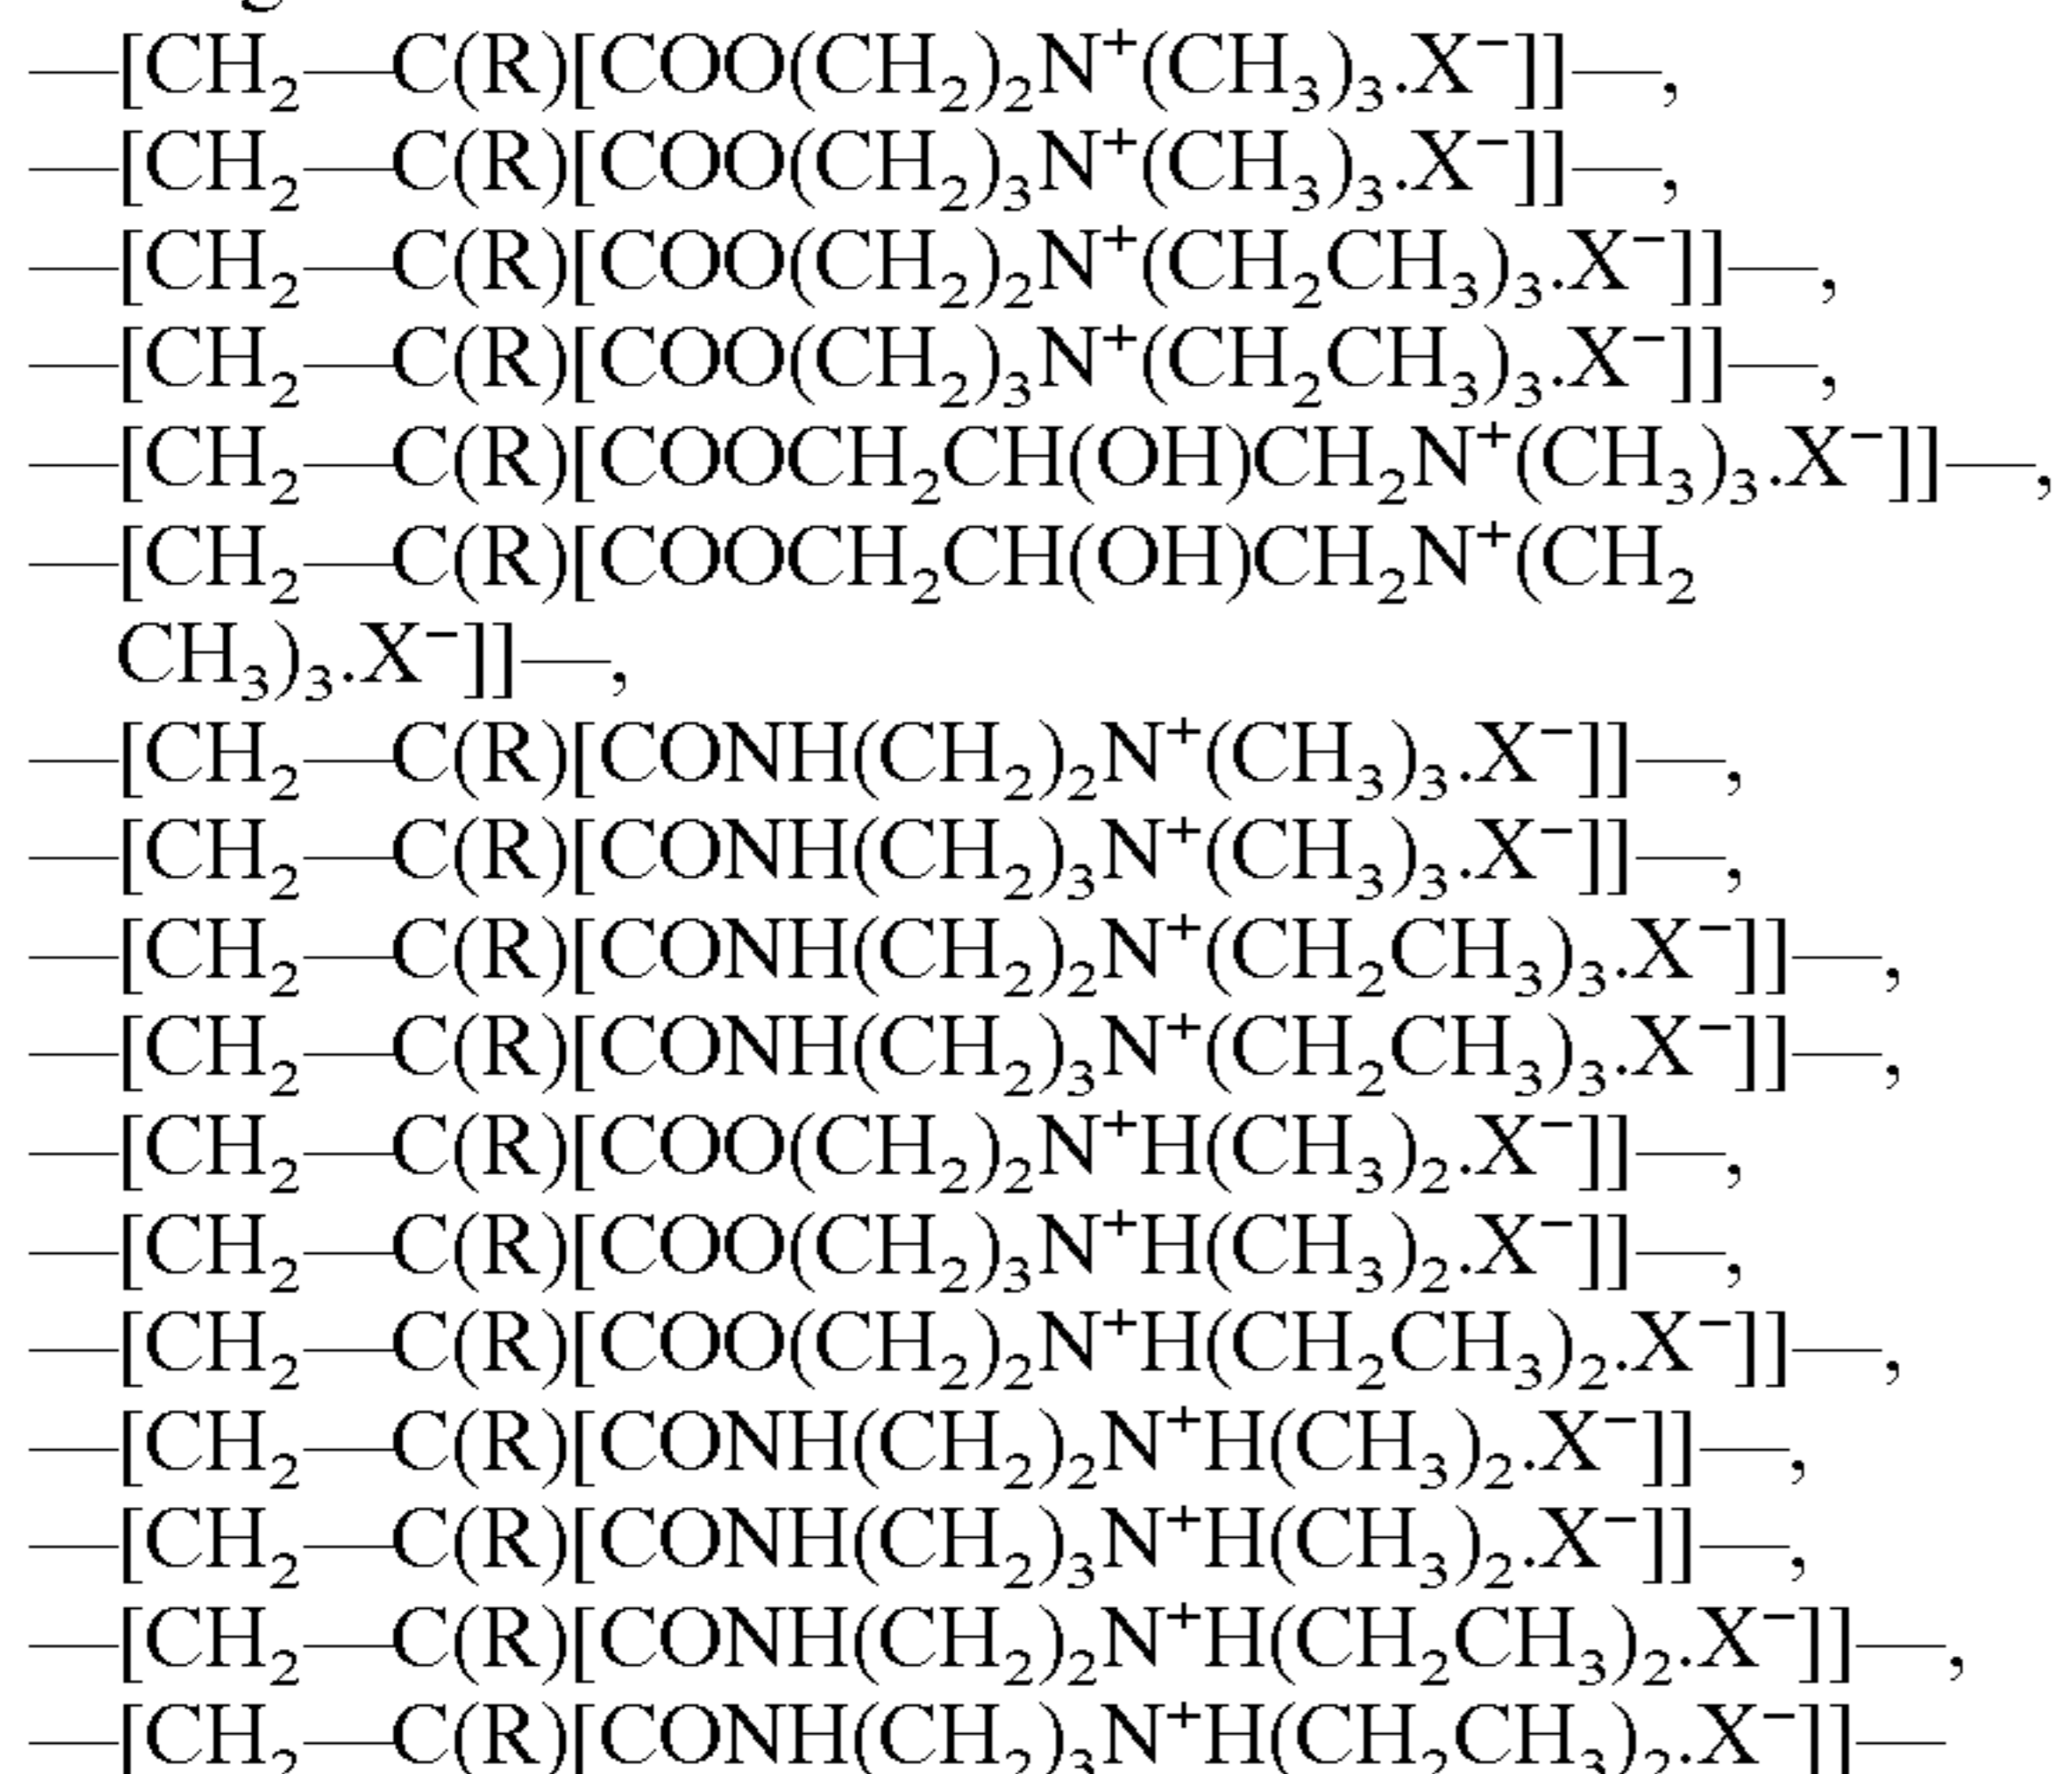 —[CH₂—C(R)[COO(CH₂)₂N⁺(CH₃)₃.X⁻]]—,
—[CH₂—C(R)[COO(CH₂)₃N⁺(CH₃)₃.X⁻]]—,
—[CH₂—C(R)[COO(CH₂)₂N⁺(CH₂CH₃)₃.X⁻]]—,
—[CH₂—C(R)[COO(CH₂)₃N⁺(CH₂CH₃)₃.X⁻]]—,
—[CH₂—C(R)[COOCH₂CH(OH)CH₂N⁺(CH₃)₃.X⁻]]—,
—[CH₂—C(R)[COOCH₂CH(OH)CH₂N⁺(CH₂
CH₃)₃.X⁻]]—,
—[CH₂—C(R)[CONH(CH₂)₂N⁺(CH₃)₃.X⁻]]—,
—[CH₂—C(R)[CONH(CH₂)₃N⁺(CH₃)₃.X⁻]]—,
—[CH₂—C(R)[CONH(CH₂)₂N⁺(CH₂CH₃)₃.X⁻]]—,
—[CH₂—C(R)[CONH(CH₂)₃N⁺(CH₂CH₃)₃.X⁻]]—,
—[CH₂—C(R)[COO(CH₂)₂N⁺H(CH₃)₂.X⁻]]—,
—[CH₂—C(R)[COO(CH₂)₃N⁺H(CH₃)₂.X⁻]]—,
—[CH₂—C(R)[COO(CH₂)₂N⁺H(CH₂CH₃)₂.X⁻]]—,
—[CH₂—C(R)[CONH(CH₂)₂N⁺H(CH₃)₂.X⁻]]—,
—[CH₂—C(R)[CONH(CH₂)₃N⁺H(CH₃)₂.X⁻]]—,
—[CH₂—C(R)[CONH(CH₂)₂N⁺H(CH₂CH₃)₂.X⁻]]—,
—[CH₂—C(R)[CONH(CH₂)₃N⁺H(CH₂CH₃)₂.X⁻]]—